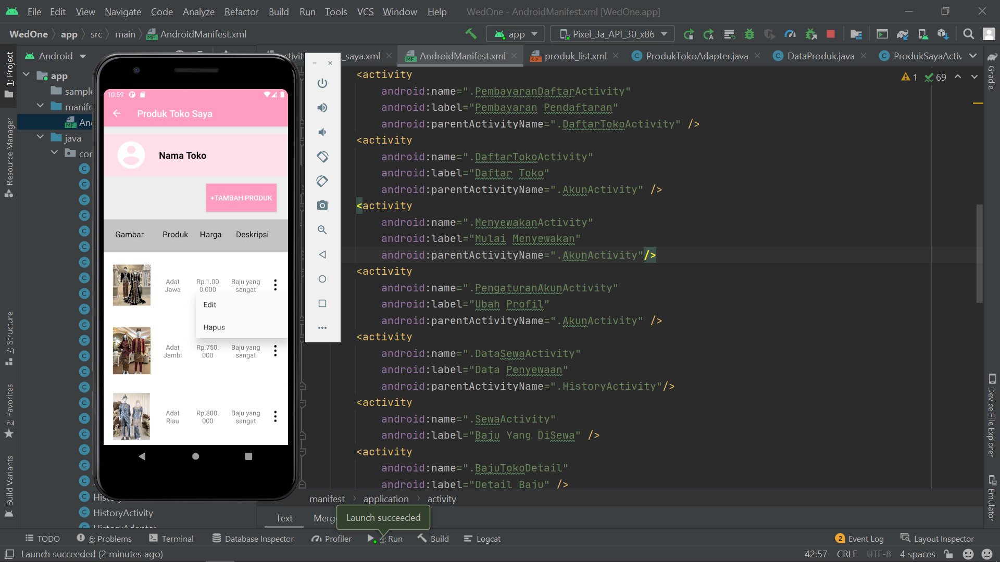 File Edit View Navigate Code Analyze Refactor Build Run Tools VCS Window Help WedOne - AndroidManifest.xml [WedOne.app]
WedOne app src main AndroidManifest.xml app Pixel_3a_API_30_x86
Android _saya.xml AndroidManifest.xml produk_list.xml ProdukTokoAdapter.java DataProduk.java ProdukSayaActiv
1: Project
Resource Manager
7: Structure
2: Favorites
Build Variants
app
sample
manife
And
java
cor
HistoryActivity
HistoryAdapter
10:59
Produk Toko Saya
Nama Toko
+TAMBAH PRODUK
Gambar Produk Harga Deskripsi
Adat Rp.1.00 Baju yang
Jawa 0.000 sangat
Edit
Hapus
Adat Rp.750. Baju yang
Jambi 000 sangat
Adat Rp.800. Baju yang
Riau 000 sangat
<activity
android:name=".PembayaranDaftarActivity"
android:label="Pembayaran Pendaftaran"
android:parentActivityName=".DaftarTokoActivity" />
<activity
android:name=".DaftarTokoActivity"
android:label="Daftar Toko"
android:parentActivityName=".AkunActivity" />
<activity
android:name=".MenyewakanActivity"
android:label="Mulai Menyewakan"
android:parentActivityName=".AkunActivity"/>
<activity
android:name=".PengaturanAkunActivity"
android:label="Ubah Profil"
android:parentActivityName=".AkunActivity" />
<activity
android:name=".DataSewaActivity"
android:label="Data Penyewaan"
android:parentActivityName=".HistoryActivity"/>
<activity
android:name=".SewaActivity"
android:label="Baju Yang DiSewa" />
<activity
android:name=".BajuTokoDetail"
android:label="Detail Baju" />
1 69
Gradle
Device File Explorer
Emulator
manifest application activity
Text Merg
Launch succeeded
TODO 6: Problems Terminal Database Inspector Profiler 4: Run Build Logcat 2 Event Log Layout Inspector
Launch succeeded (2 minutes ago) 42:57 CRLF UTF-8 4 spaces